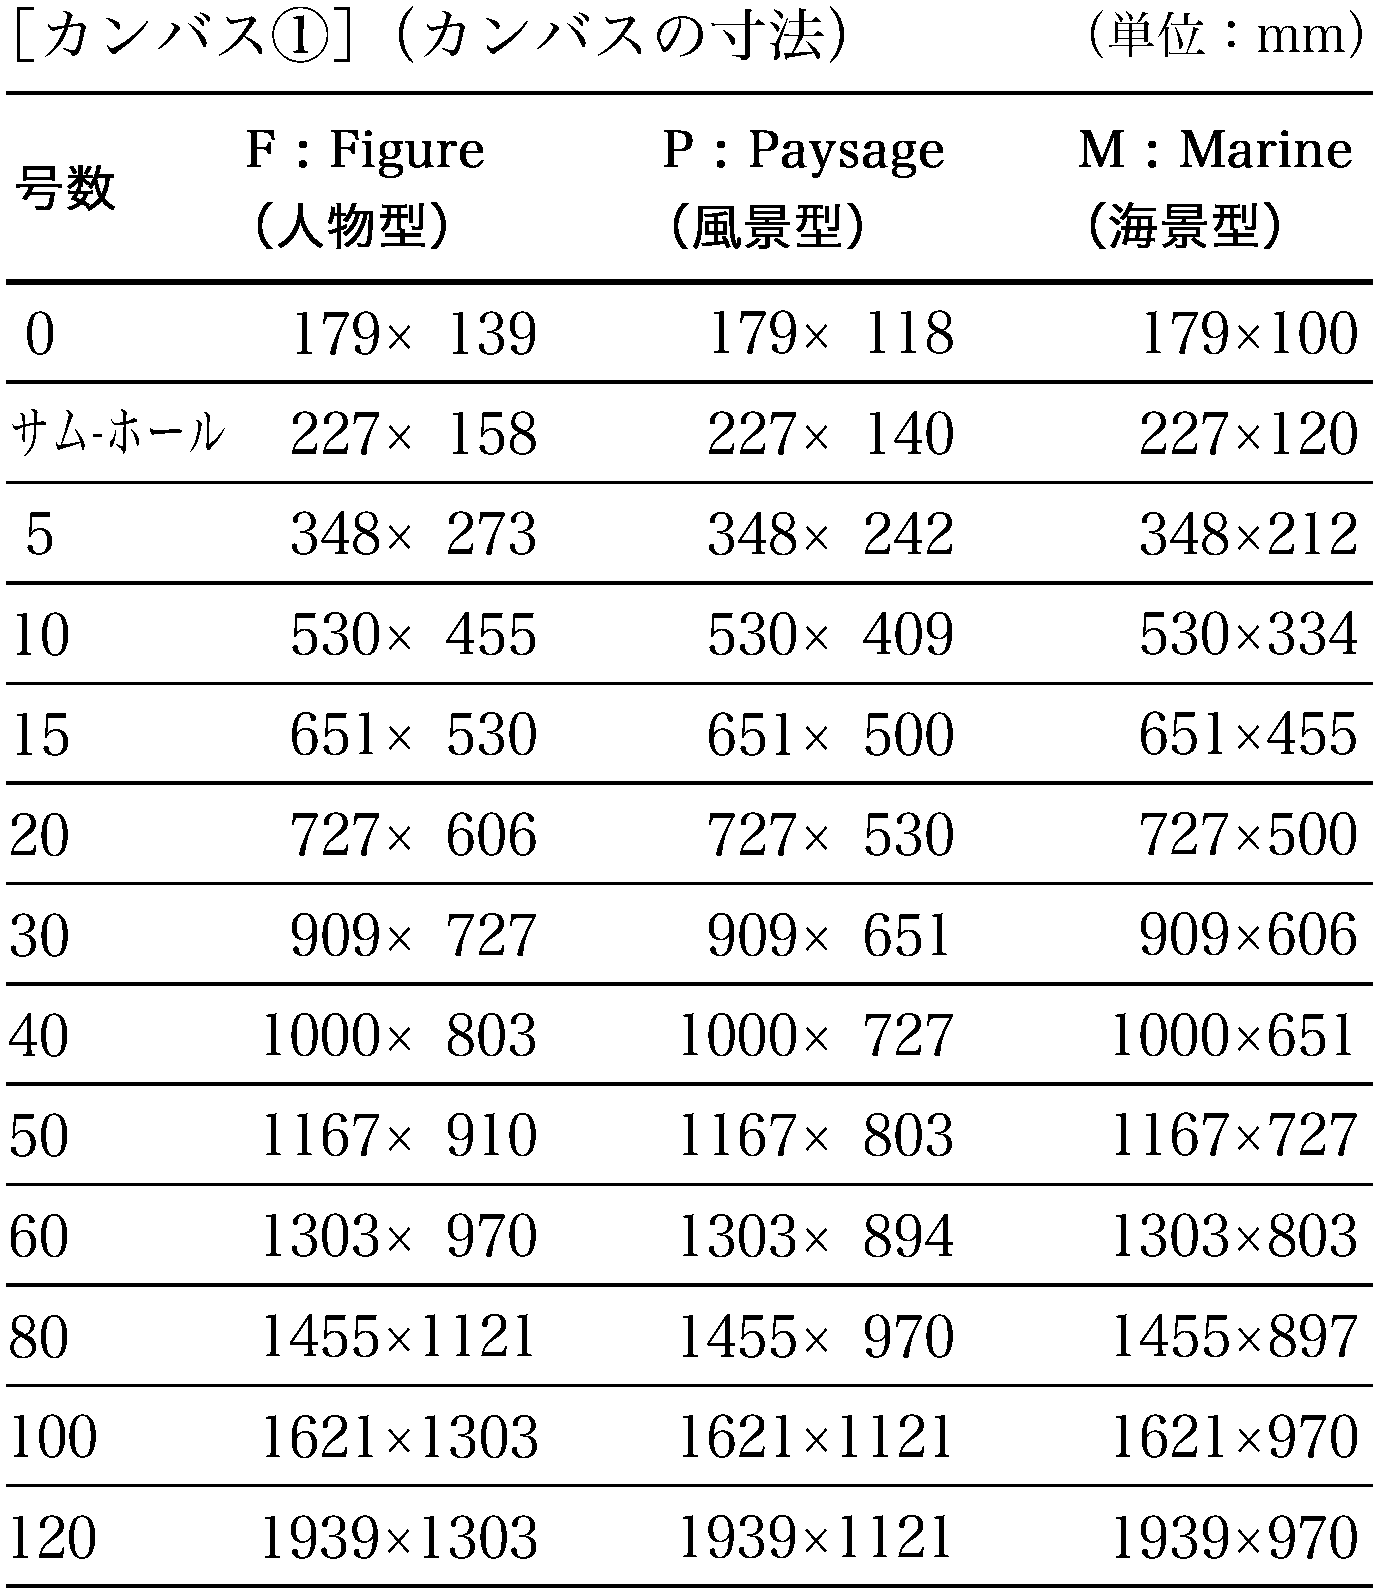 ［カンバス①］（カンバスの寸法） （単位：mm）
号数 F：Figure（人物型） P：Paysage（風景型） M：Marine（海景型）
0 179× 139 179× 118 179×100
サム-ホール 227× 158 227× 140 227×120
5 348× 273 348× 242 348×212
10 530× 455 530× 409 530×334
15 651× 530 651× 500 651×455
20 727× 606 727× 530 727×500
30 909× 727 909× 651 909×606
40 1000× 803 1000× 727 1000×651
50 1167× 910 1167× 803 1167×727
60 1303× 970 1303× 894 1303×803
80 1455×1121 1455× 970 1455×897
100 1621×1303 1621×1121 1621×970
120 1939×1303 1939×1121 1939×970